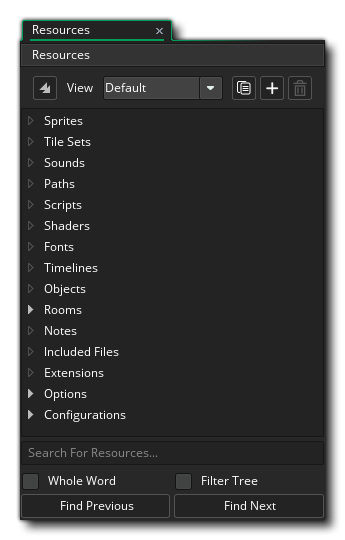 Resources
Resources
View Default
Sprites
Tile Sets
Sounds
Paths
Scripts
Shaders
Fonts
Timelines
Objects
Rooms
Notes
Included Files
Extensions
Options
Configurations
Search For Resources...
Whole Word Filter Tree
Find Previous Find Next